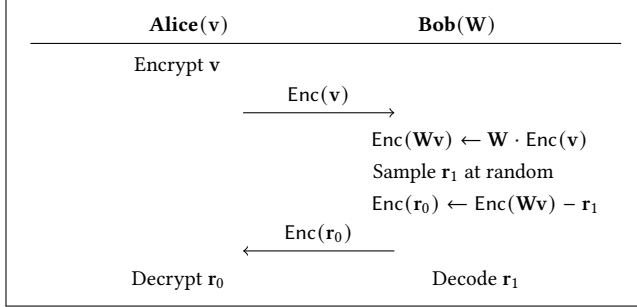 Alice(v) Bob(W)
Encrypt v
Enc(v)
Enc(Wv) ← W · Enc(v)
Sample r₁ at random
Enc(r₀) ← Enc(Wv) − r₁
Enc(r₀)
Decrypt r₀ Decode r₁